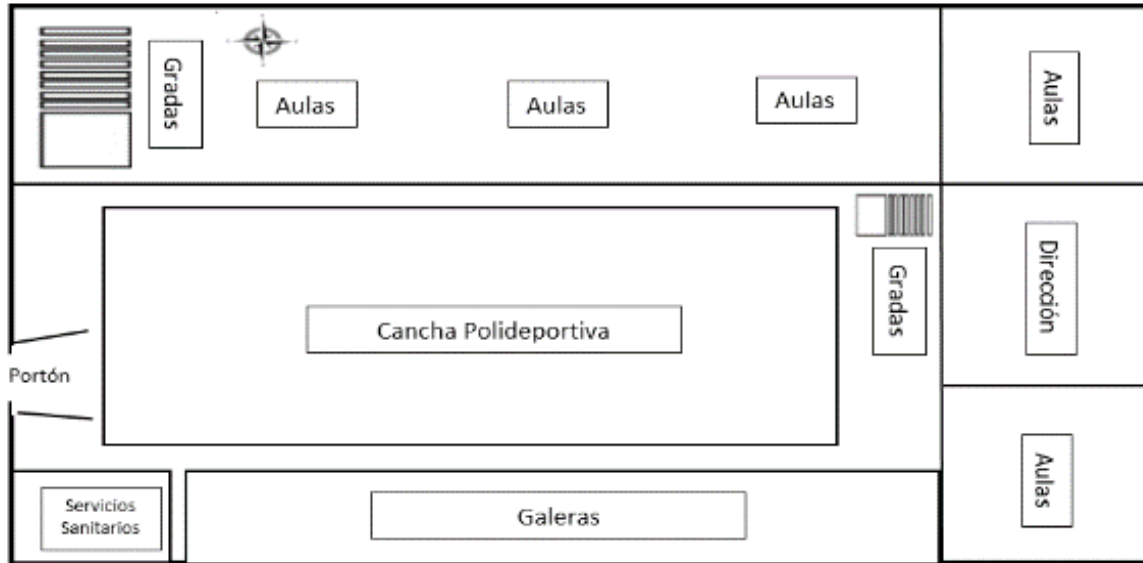 Gradas
Aulas
Aulas
Aulas
Aulas
Gradas
Dirección
Cancha Polideportiva
Portón
Aulas
Servicios
Sanitarios
Galeras